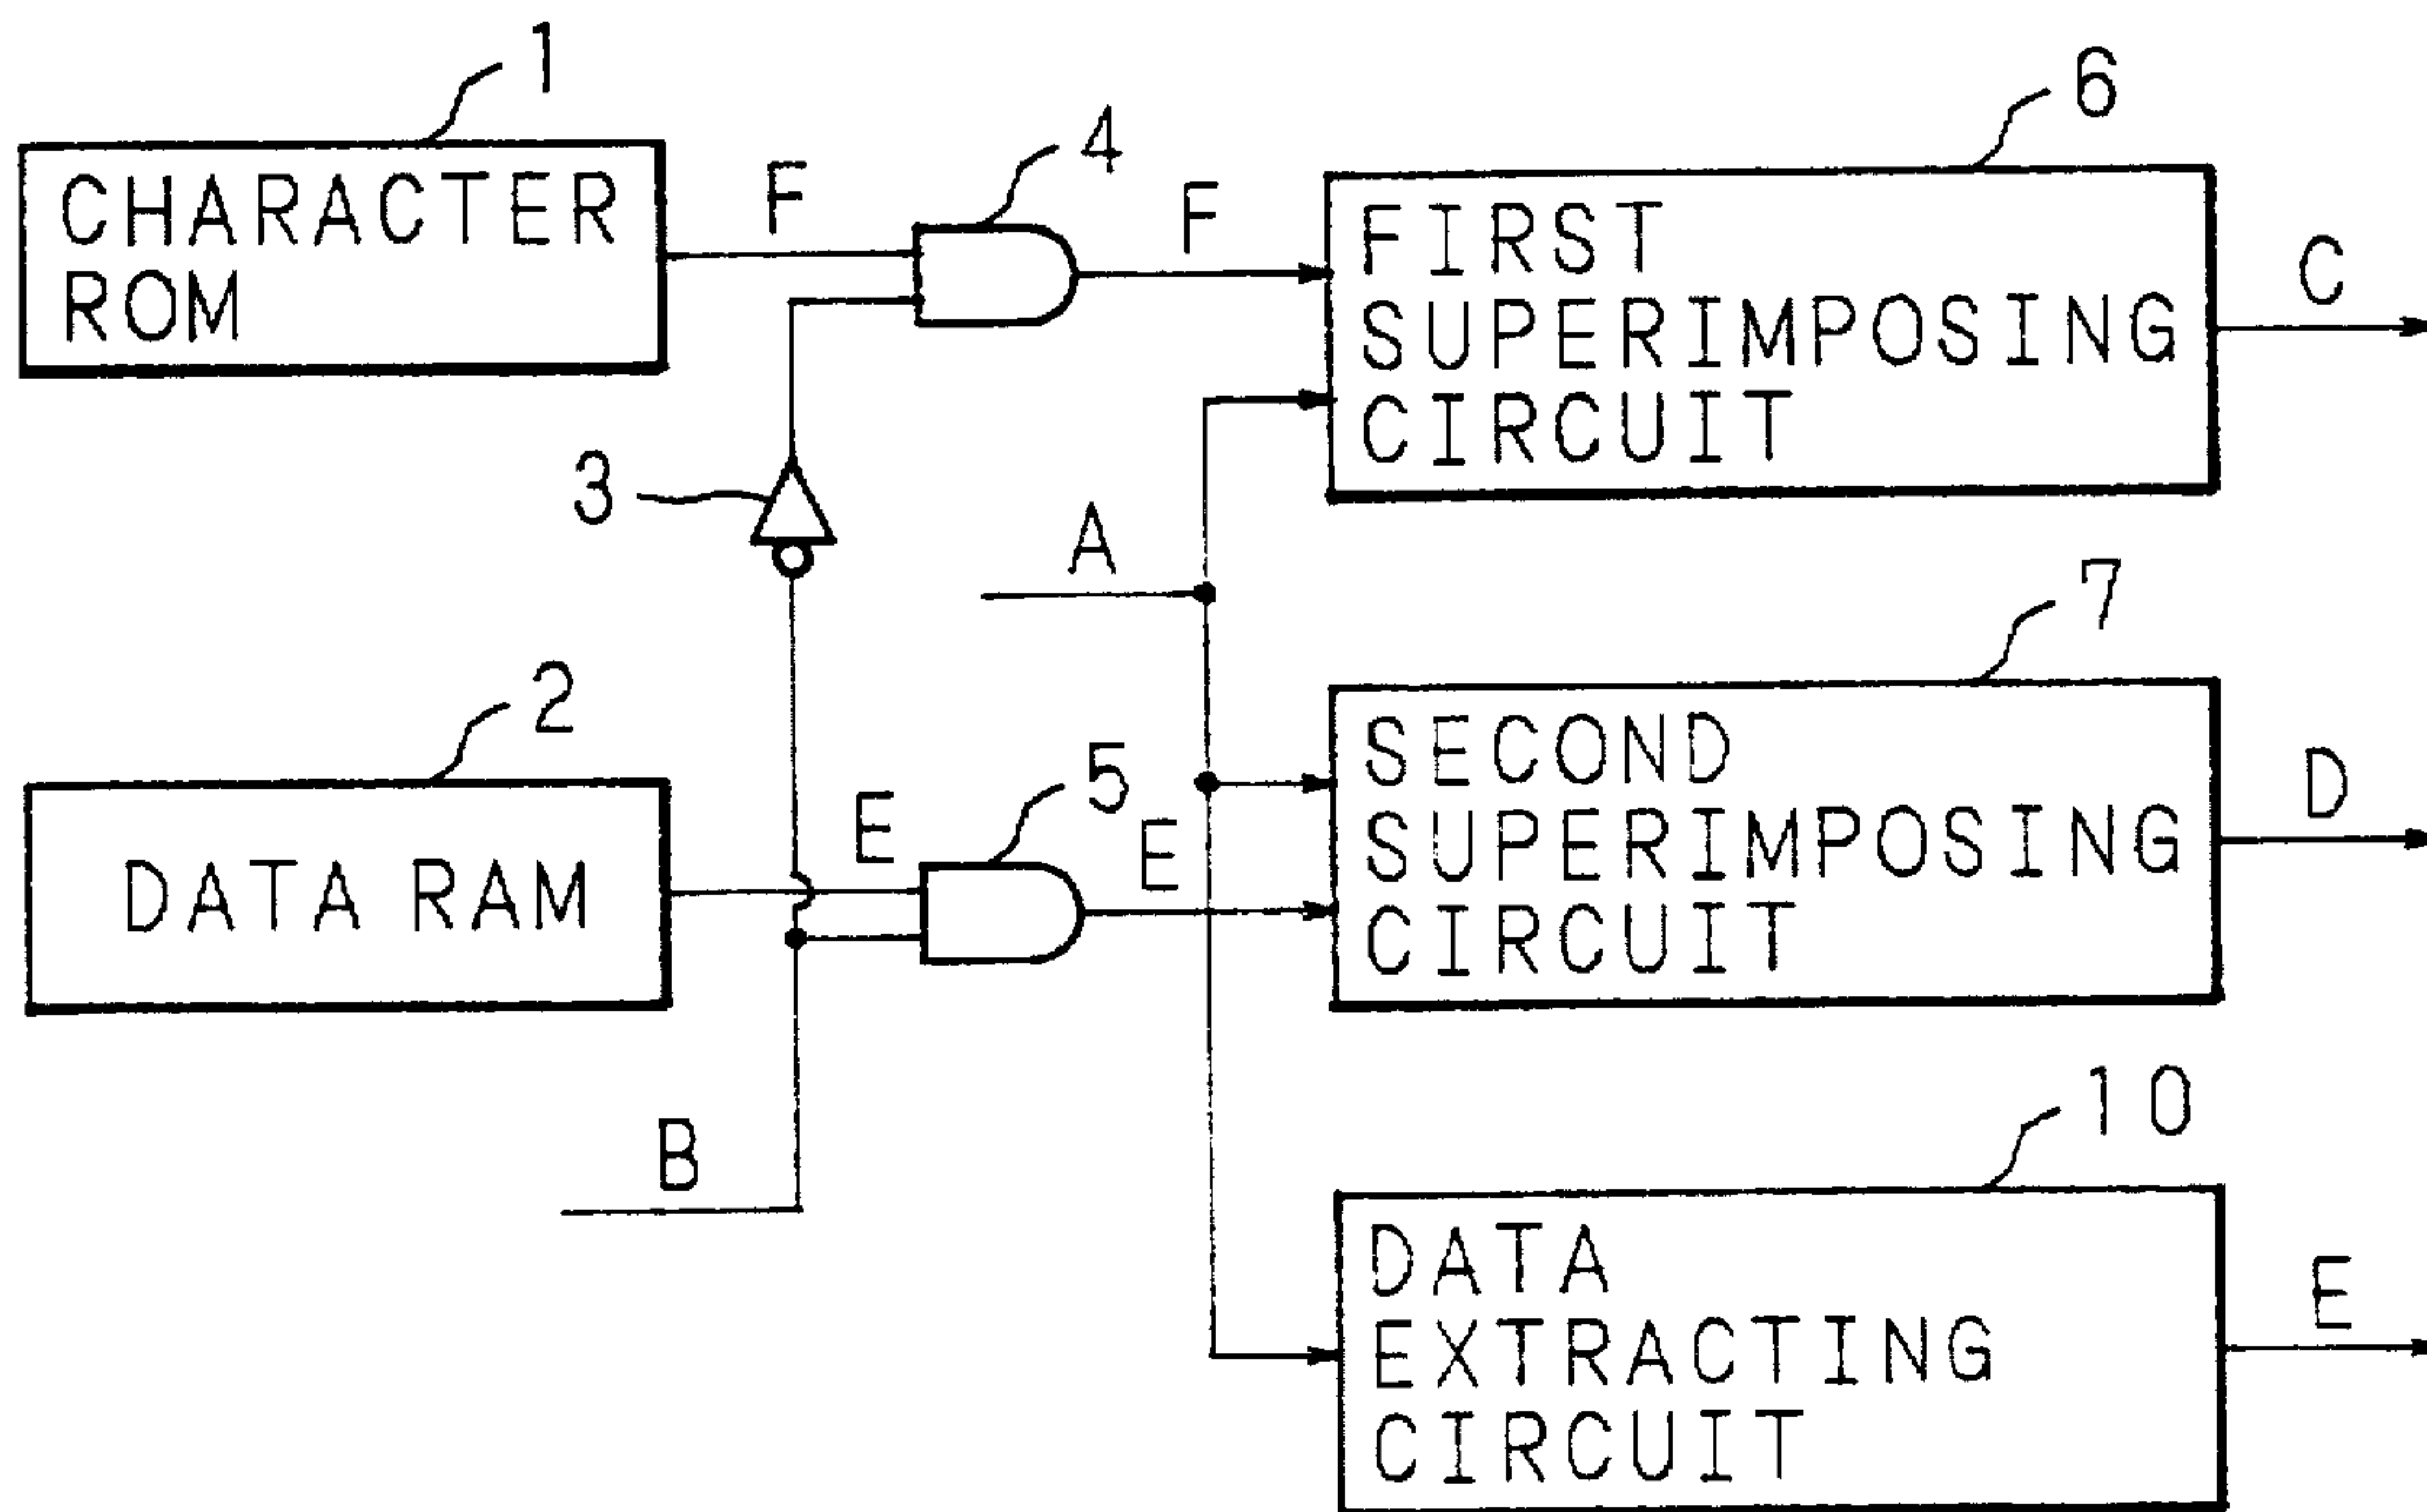 1
CHARACTER
ROM
F
4
F
6
FIRST
SUPERIMPOSING
CIRCUIT
C
3
A
2
DATA RAM
E
5
E
7
SECOND
SUPERIMPOSING
CIRCUIT
D
B
10
DATA
EXTRACTING
CIRCUIT
E